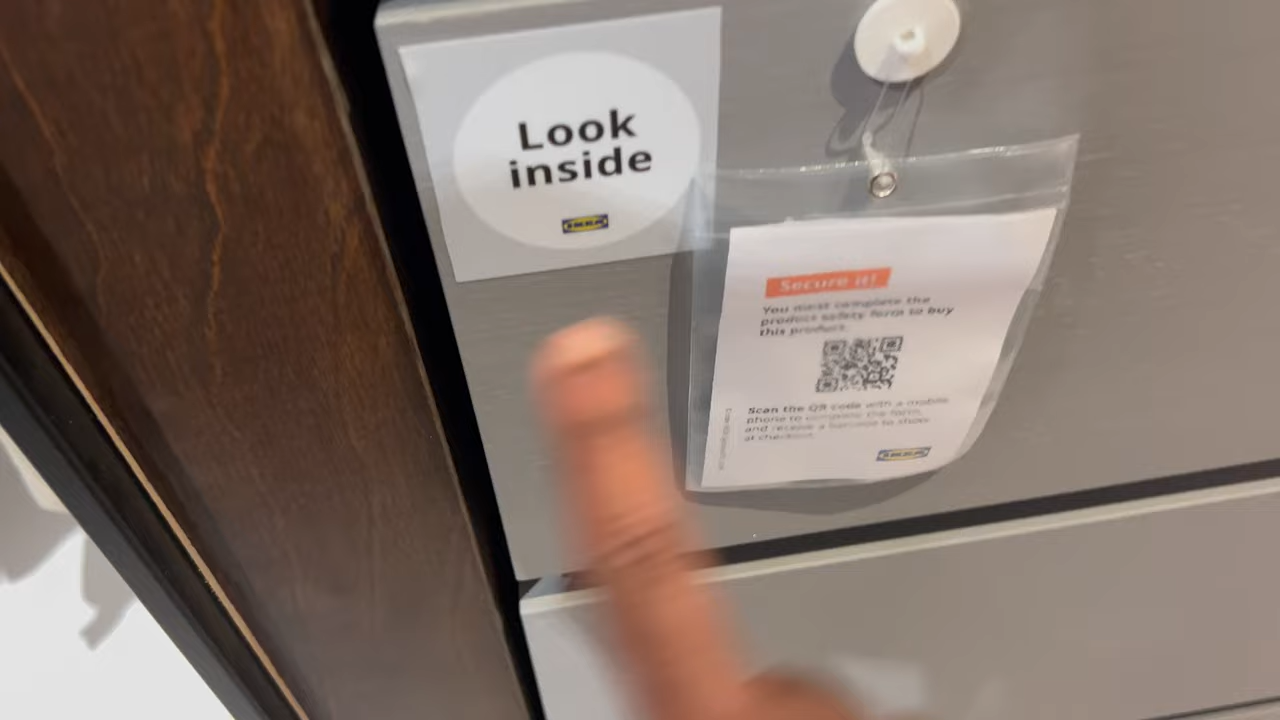 Look
inside
IKEA
Secure it!
You must complete the
product safety form to buy
this product.
Scan the QR code with a mobile
phone to complete the form,
and receive a barcode to show
at checkout.
IKEA